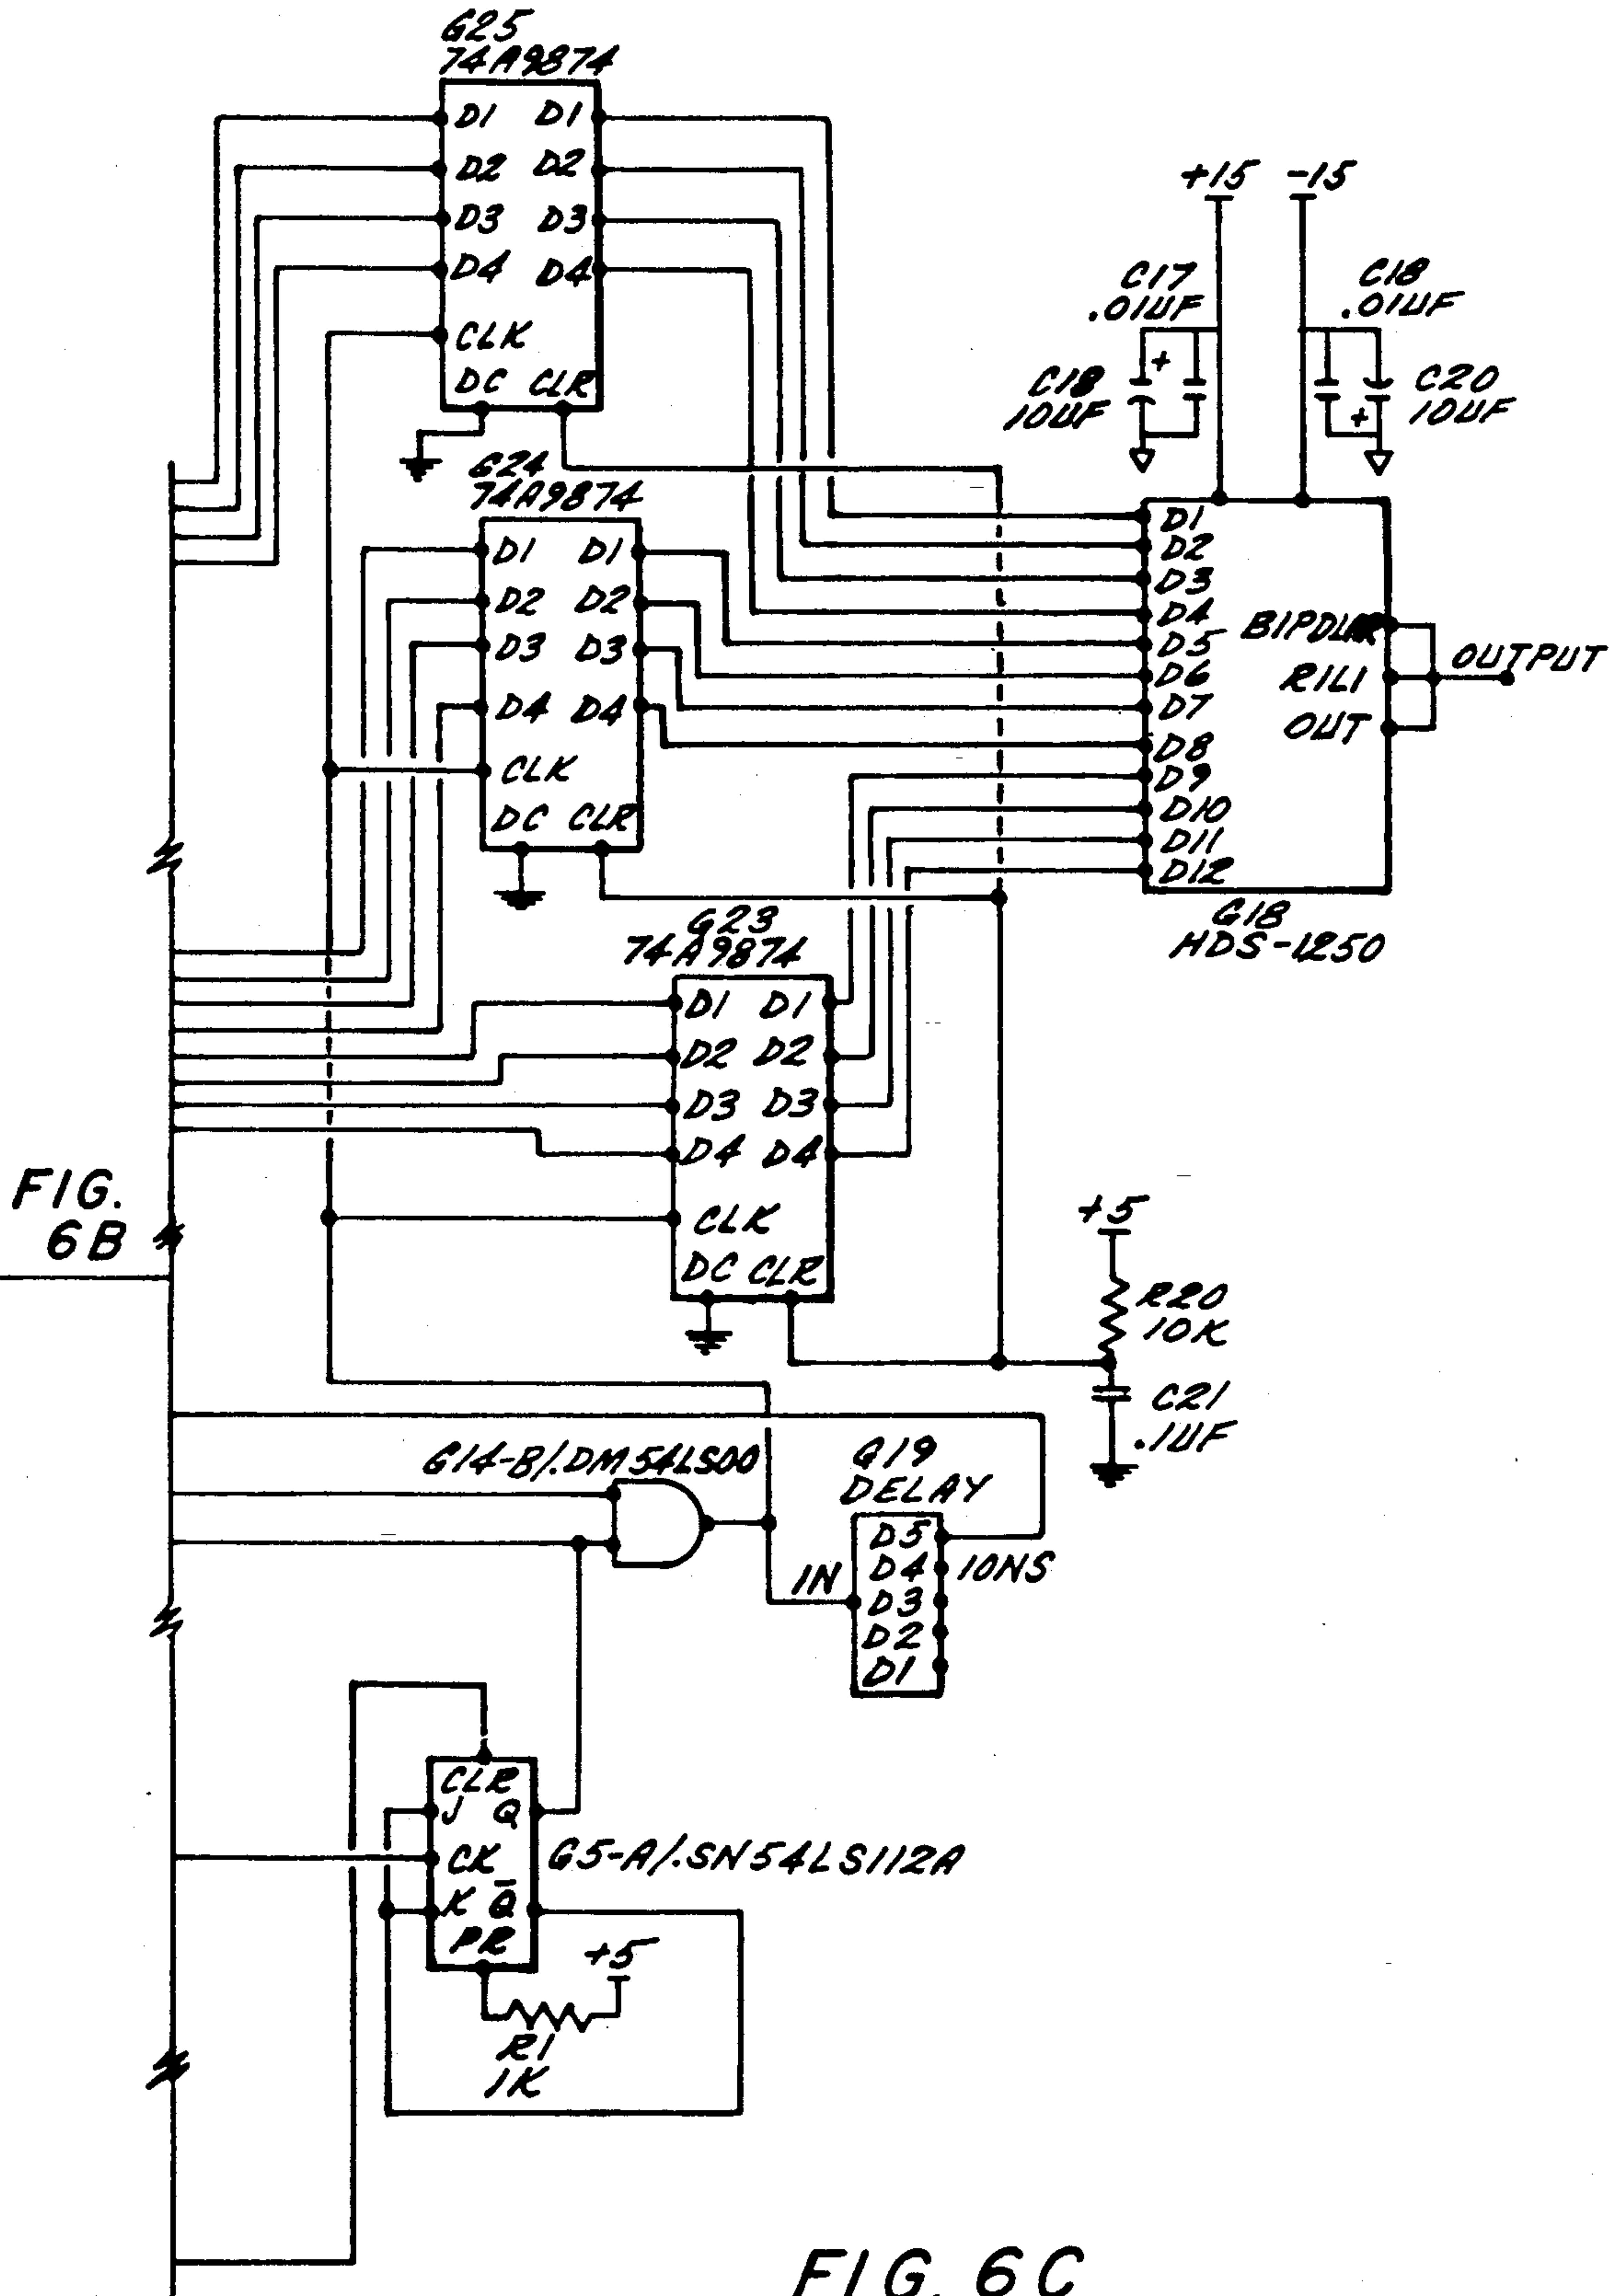 G25
74A9874
D1 D1
D2 D2
D3 D3
D4 D4
CLK
DC CLR
+15 -15
C17
.01UF
C18
.01UF
C18
10UF
C20
10UF
G24
74A9874
D1 D1
D2 D2
D3 D3
D4 D4
CLK
DC CLR
D1
D2
D3
D4
D5
D6
D7
D8
D9
D10
D11
D12
RILI
OUT
OUTPUT
G18
HDS-1250
G23
74A9874
D1 D1
D2 D2
D3 D3
D4 D4
CLK
DC CLR
FIG.
6B
+5
R20
10K
C21
.1UF
G14-B/.DM54LS00
G19
DELAY
IN
D5
D4
D3
D2
D1
10NS
CLR
J Q
CK
K Q̅
PR
G5-A/.SN54LS112A
+5
R1
1K
FIG. 6C